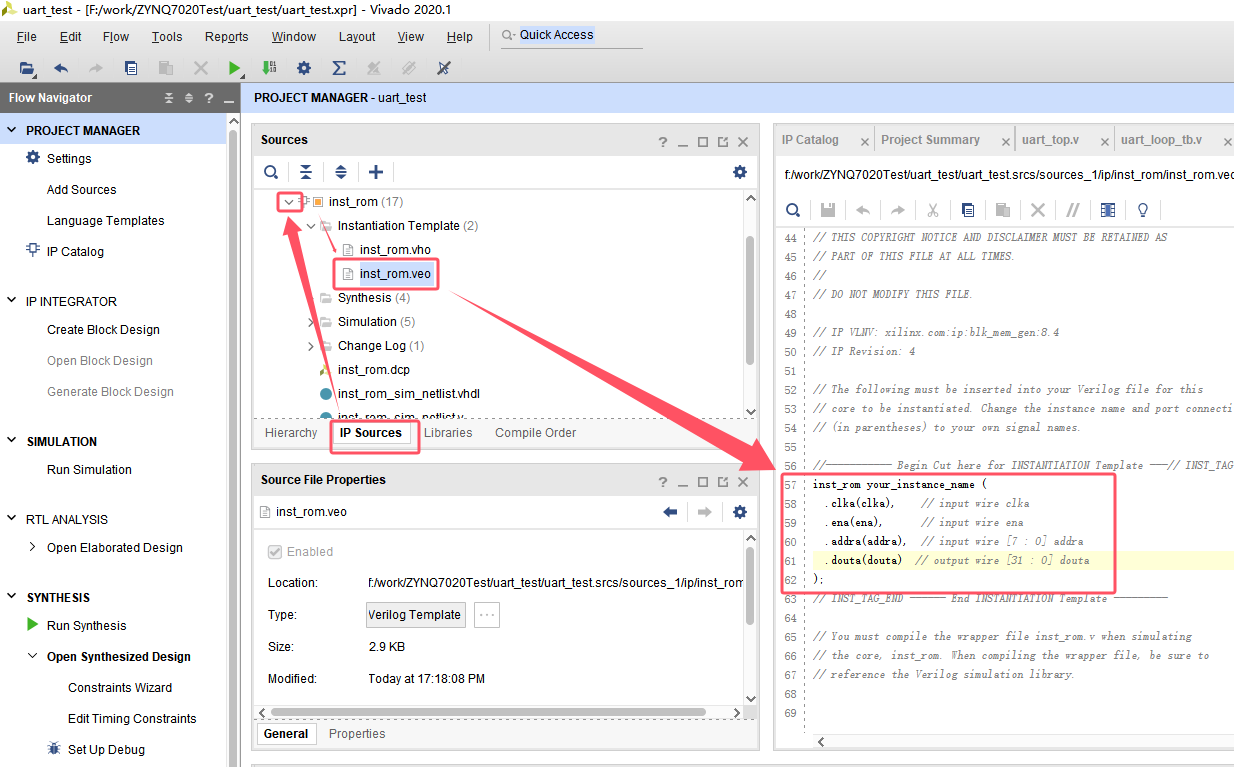 uart_test - [F:/work/ZYNQ7020Test/uart_test/uart_test.xpr] - Vivado 2020.1
File Edit Flow Tools Reports Window Layout View Help Quick Access
Flow Navigator
PROJECT MANAGER
Settings
Add Sources
Language Templates
IP Catalog
IP INTEGRATOR
Create Block Design
Open Block Design
Generate Block Design
SIMULATION
Run Simulation
RTL ANALYSIS
Open Elaborated Design
SYNTHESIS
Run Synthesis
Open Synthesized Design
Constraints Wizard
Edit Timing Constraints
Set Up Debug
PROJECT MANAGER - uart_test
Sources
inst_rom (17)
Instantiation Template (2)
inst_rom.vho
inst_rom.veo
Synthesis (4)
Simulation (5)
Change Log (1)
inst_rom.dcp
inst_rom_sim_netlist.vhdl
inst_rom_sim_netlist.v
Hierarchy IP Sources Libraries Compile Order
Source File Properties
inst_rom.veo
Enabled
Location: f:/work/ZYNQ7020Test/uart_test/uart_test.srcs/sources_1/ip/inst_rom
Type: Verilog Template ...
Size: 2.9 KB
Modified: Today at 17:18:08 PM
General Properties
IP Catalog Project Summary uart_top.v uart_loop_tb.v
f:/work/ZYNQ7020Test/uart_test/uart_test.srcs/sources_1/ip/inst_rom/inst_rom.veo
44 // THIS COPYRIGHT NOTICE AND DISCLAIMER MUST BE RETAINED AS
45 // PART OF THIS FILE AT ALL TIMES.
46 //
47 // DO NOT MODIFY THIS FILE.
48
49 // IP VLNV: xilinx.com:ip:blk_mem_gen:8.4
50 // IP Revision: 4
51
52 // The following must be inserted into your Verilog file for this
53 // core to be instantiated. Change the instance name and port connecti
54 // (in parentheses) to your own signal names.
55
56 //----------- Begin Cut here for INSTANTIATION Template ---// INST_TAG
57 inst_rom your_instance_name (
58 .clka(clka), // input wire clka
59 .ena(ena), // input wire ena
60 .addra(addra), // input wire [7 : 0] addra
61 .douta(douta) // output wire [31 : 0] douta
62 );
63 // INST_TAG_END ------ End INSTANTIATION Template ---------
64
65 // You must compile the wrapper file inst_rom.v when simulating
66 // the core, inst_rom. When compiling the wrapper file, be sure to
67 // reference the Verilog simulation library.
68
69